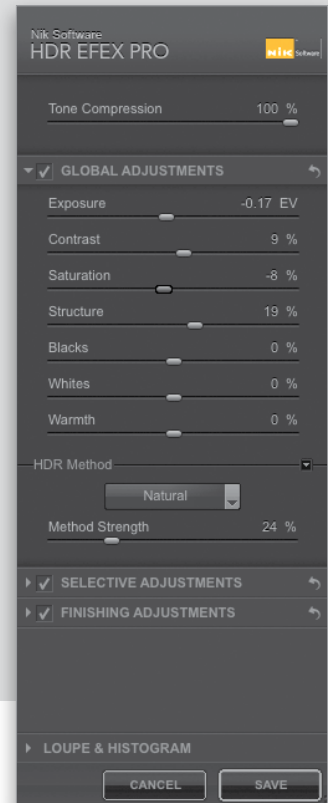 Nik Software
HDR EFEX PRO
nik Software
Tone Compression 100 %
GLOBAL ADJUSTMENTS
Exposure -0.17 EV
Contrast 9 %
Saturation -8 %
Structure 19 %
Blacks 0 %
Whites 0 %
Warmth 0 %
HDR Method
Natural
Method Strength 24 %
SELECTIVE ADJUSTMENTS
FINISHING ADJUSTMENTS
LOUPE & HISTOGRAM
CANCEL SAVE